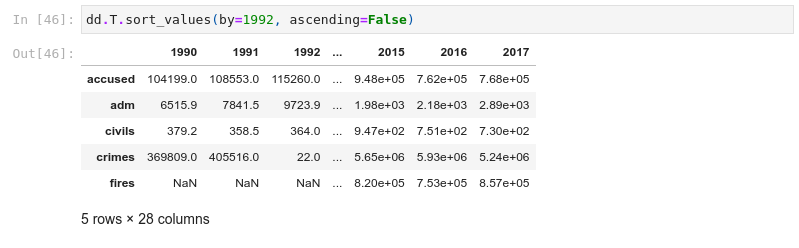 In [46]: dd.T.sort_values(by=1992, ascending=False)
Out[46]:
1990 1991 1992 ... 2015 2016 2017
accused 104199.0 108553.0 115260.0 ... 9.48e+05 7.62e+05 7.68e+05
adm 6515.9 7841.5 9723.9 ... 1.98e+03 2.18e+03 2.89e+03
civils 379.2 358.5 364.0 ... 9.47e+02 7.51e+02 7.30e+02
crimes 369809.0 405516.0 22.0 ... 5.65e+06 5.93e+06 5.24e+06
fires NaN NaN NaN ... 8.20e+05 7.53e+05 8.57e+05
5 rows × 28 columns